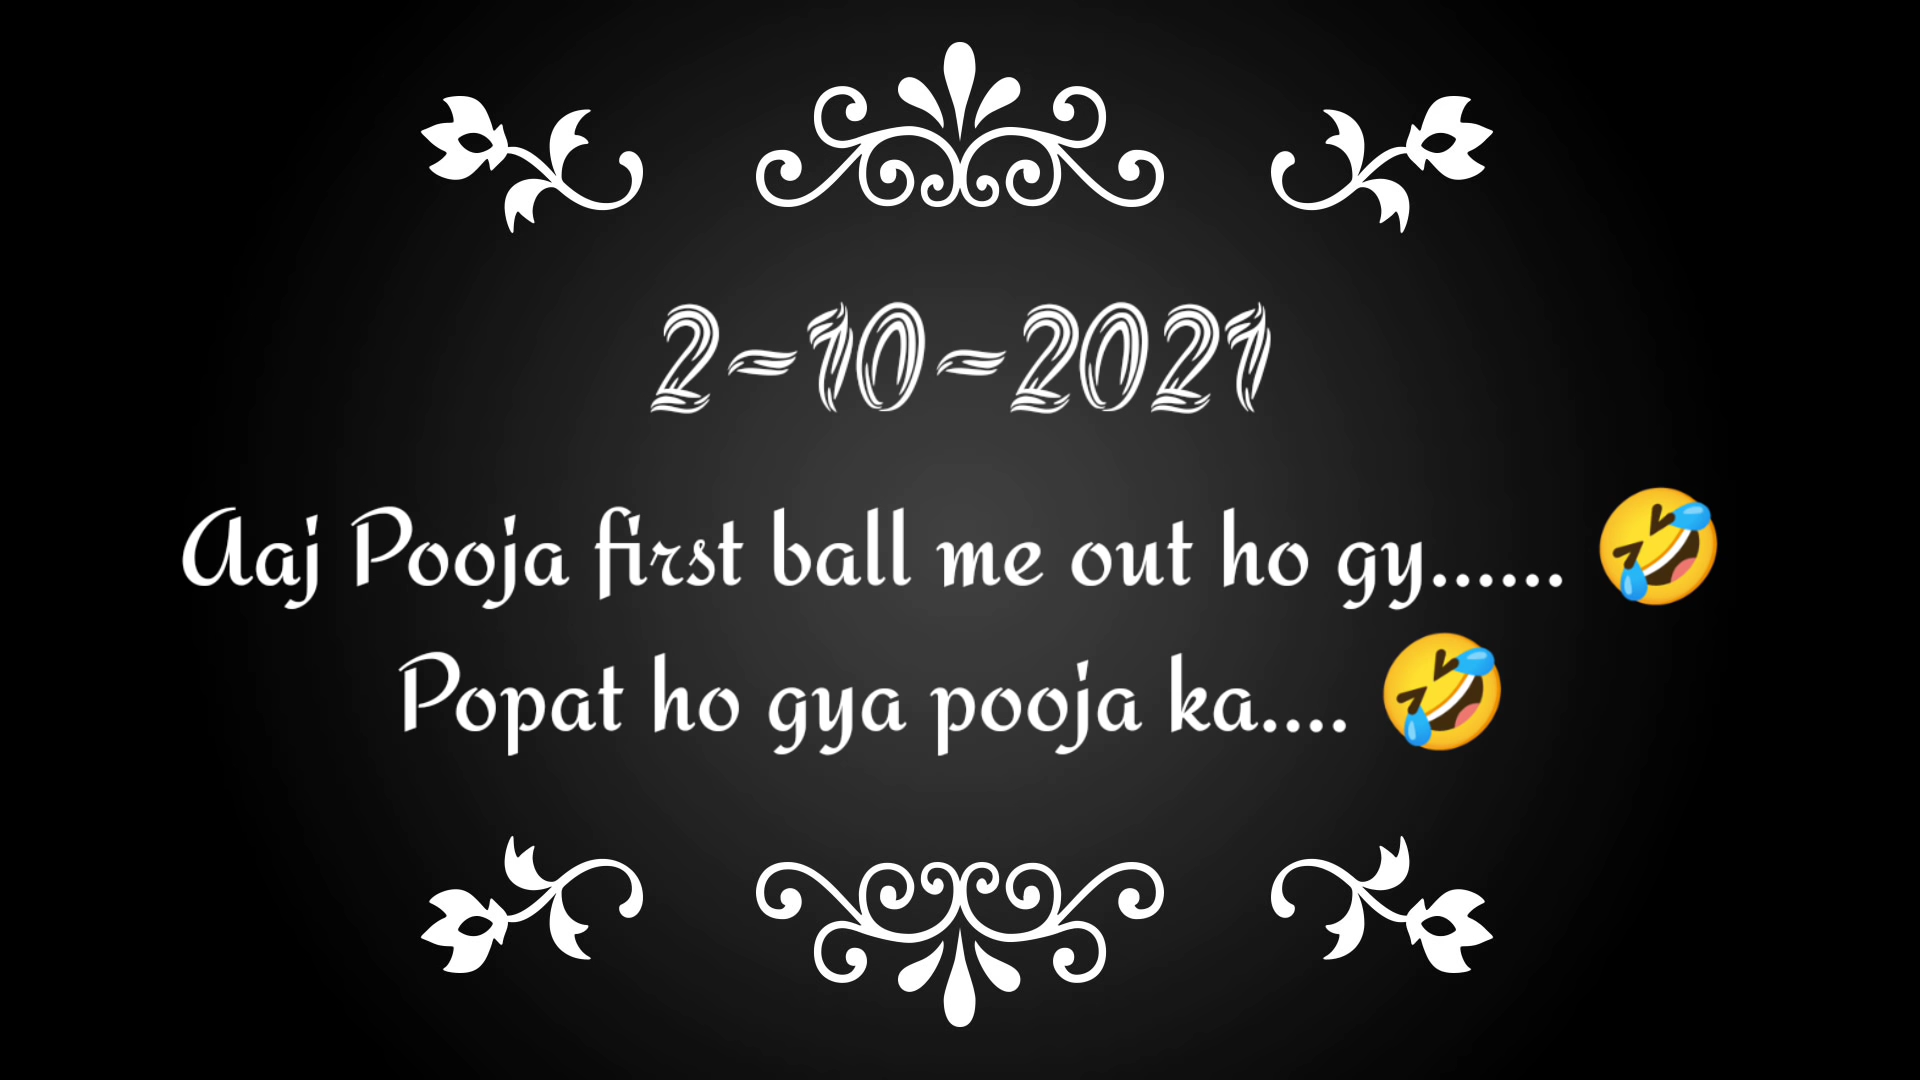 2-10-2021
Aaj Pooja first ball me out ho gy...... 🤣
Popat ho gya pooja ka.... 🤣